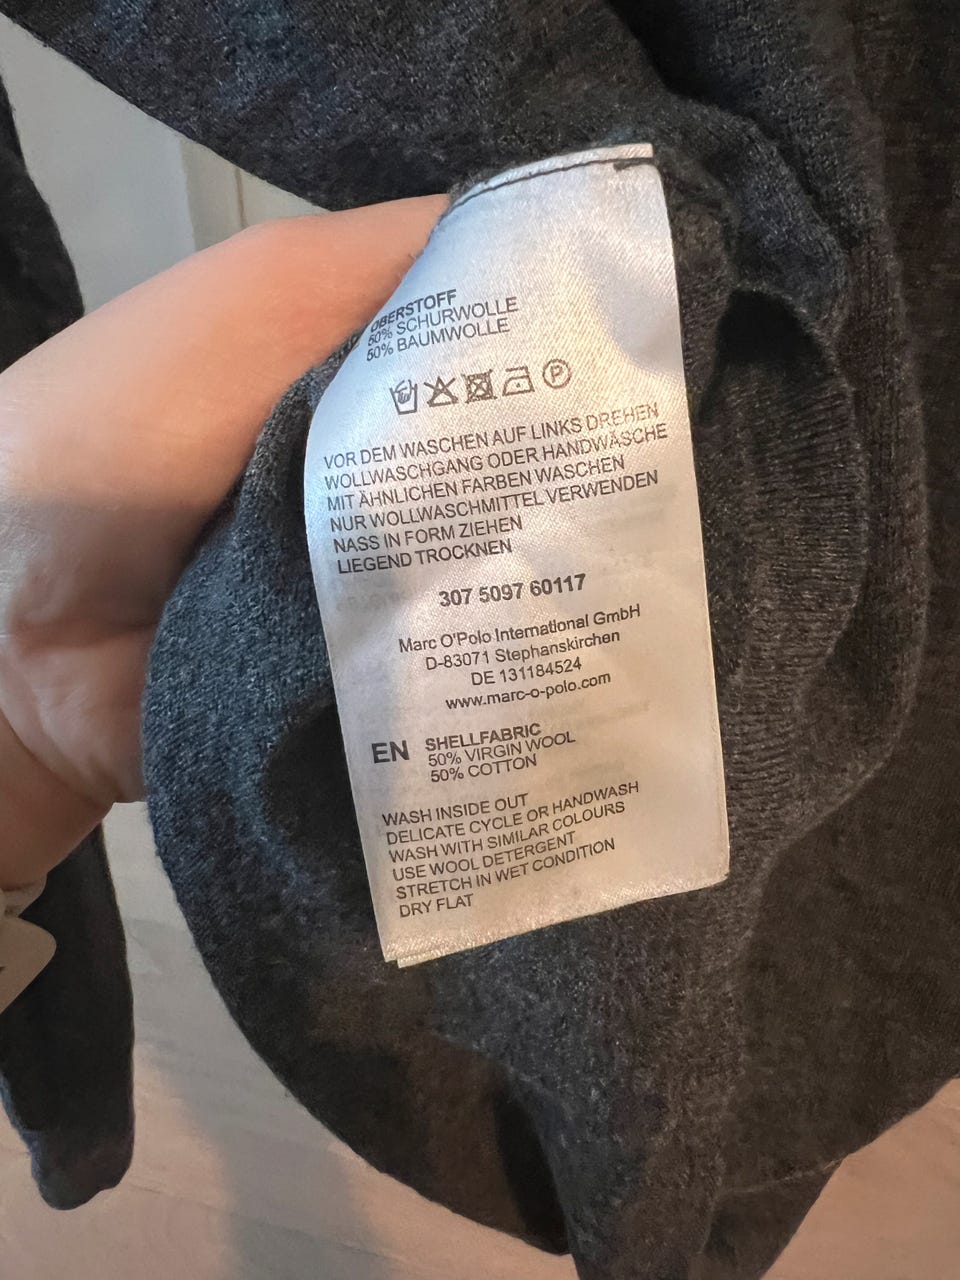 OBERSTOFF
50% SCHURWOLLE
50% BAUMWOLLE
P
VOR DEM WASCHEN AUF LINKS DREHEN
WOLLWASCHGANG ODER HANDWÄSCHE
MIT ÄHNLICHEN FARBEN WASCHEN
NUR WOLLWASCHMITTEL VERWENDEN
NASS IN FORM ZIEHEN
LIEGEND TROCKNEN
307 5097 60117
Marc O'Polo International GmbH
D-83071 Stephanskirchen
DE 131184524
www.marc-o-polo.com
EN SHELLFABRIC
50% VIRGIN WOOL
50% COTTON
WASH INSIDE OUT
DELICATE CYCLE OR HANDWASH
WASH WITH SIMILAR COLOURS
USE WOOL DETERGENT
STRETCH IN WET CONDITION
DRY FLAT